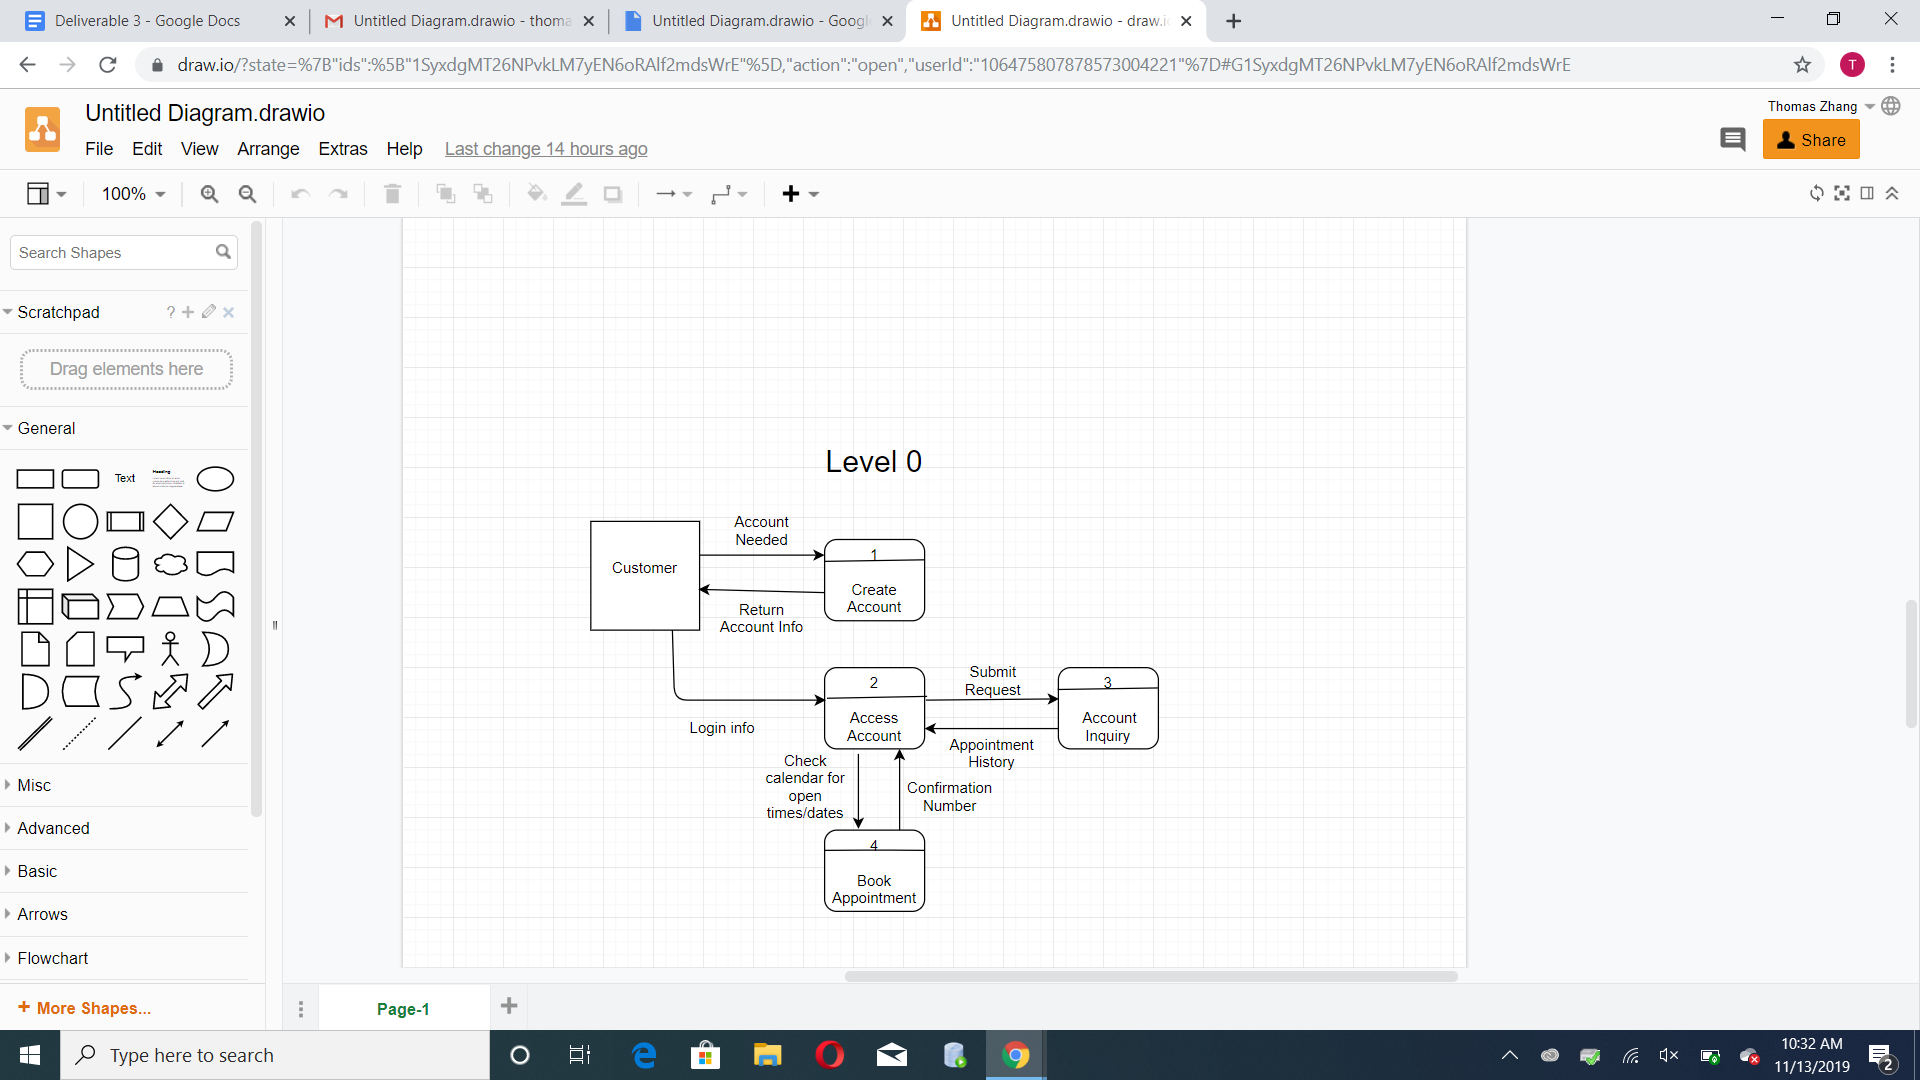 Deliverable 3 - Google Docs
Untitled Diagram.drawio - thoma
Untitled Diagram.drawio - Googl
Untitled Diagram.drawio - draw.i
draw.io/?state=%7B"ids":%5B"1SyxdgMT26NPvkLM7yEN6oRAlf2mdsWrE"%5D,"action":"open","userId":"106475807878573004221"%7D#G1SyxdgMT26NPvkLM7yEN6oRAlf2mdsWrE
T
Untitled Diagram.drawio
Thomas Zhang
File Edit View Arrange Extras Help Last change 14 hours ago
Share
100%
Search Shapes
Scratchpad
?
Drag elements here
General
Text
Heading
Misc
Advanced
Basic
Arrows
Flowchart
+ More Shapes...
Level 0
Customer
Account
Needed
1
Create
Account
Return
Account Info
Login info
2
Access
Account
Submit
Request
3
Account
Inquiry
Appointment
History
Check
calendar for
open
times/dates
Confirmation
Number
4
Book
Appointment
Page-1
Type here to search
10:32 AM
11/13/2019
2